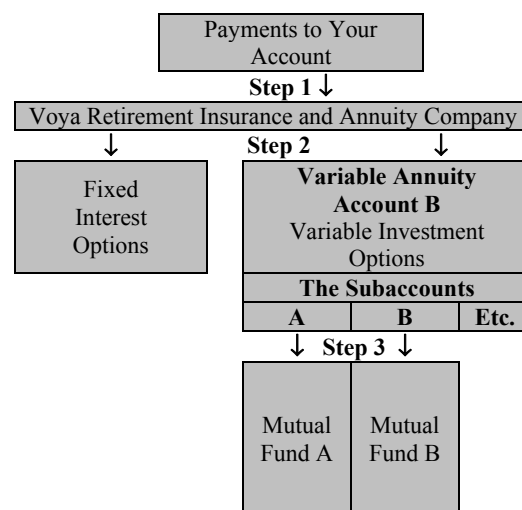 Payments to Your
Account
Step 1 ↓
Voya Retirement Insurance and Annuity Company
↓ Step 2 ↓
Fixed
Interest
Options
Variable Annuity
Account B
Variable Investment
Options
The Subaccounts
A B Etc.
↓ Step 3 ↓
Mutual
Fund A
Mutual
Fund B